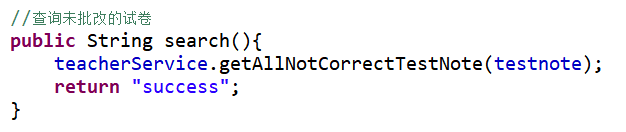 //查询未批改的试卷
public String search(){
    teacherService.getAllNotCorrectTestNote(testnote);
    return "success";
}